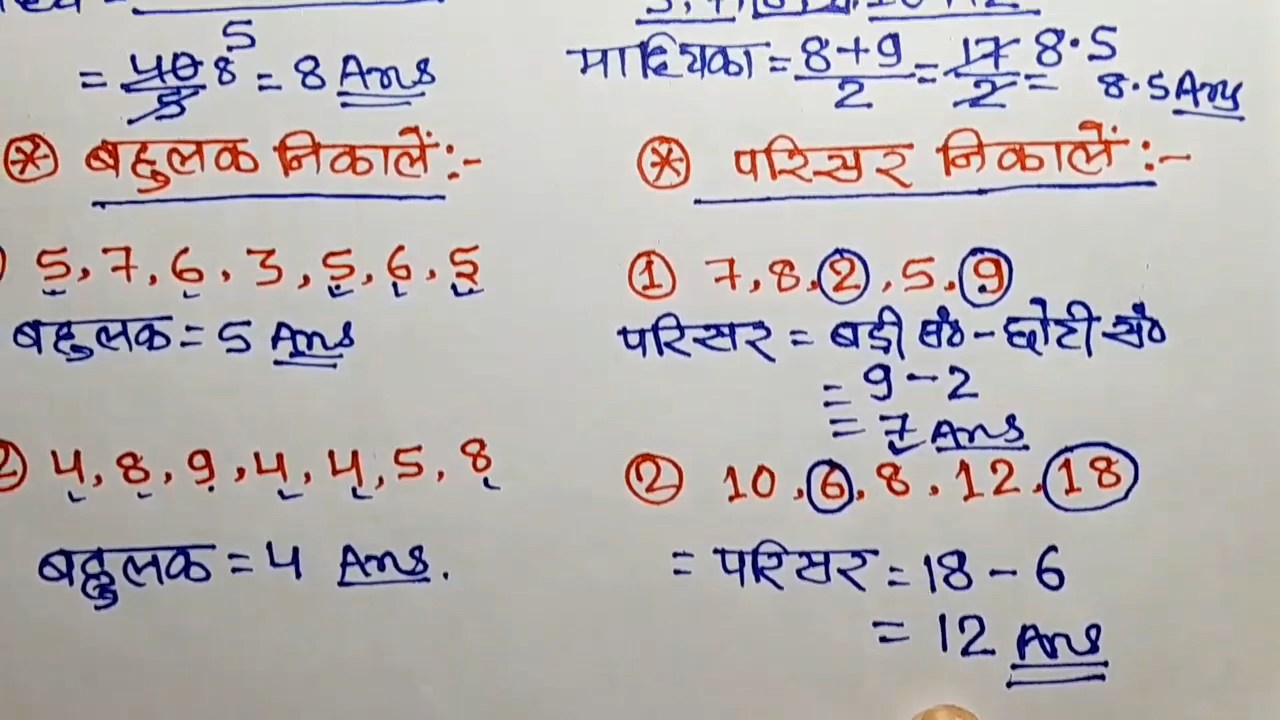 = 40/5 8 = 8 Ans
5
माध्यिका = 8+9/2 = 17/2 = 8.5
8.5 Ans
* बहुलक निकालें :-
5, 7, 6, 3, 5, 6, 5
बहुलक = 5 Ans
4, 8, 9, 4, 4, 5, 8
बहुलक = 4 Ans.
* परिसर निकालें :-
① 7, 8, 2, 5, 9
परिसर = बड़ी सं० - छोटी सं०
= 9 - 2
= 7 Ans
② 10, 6, 8, 12, 18
= परिसर = 18 - 6
= 12 Ans